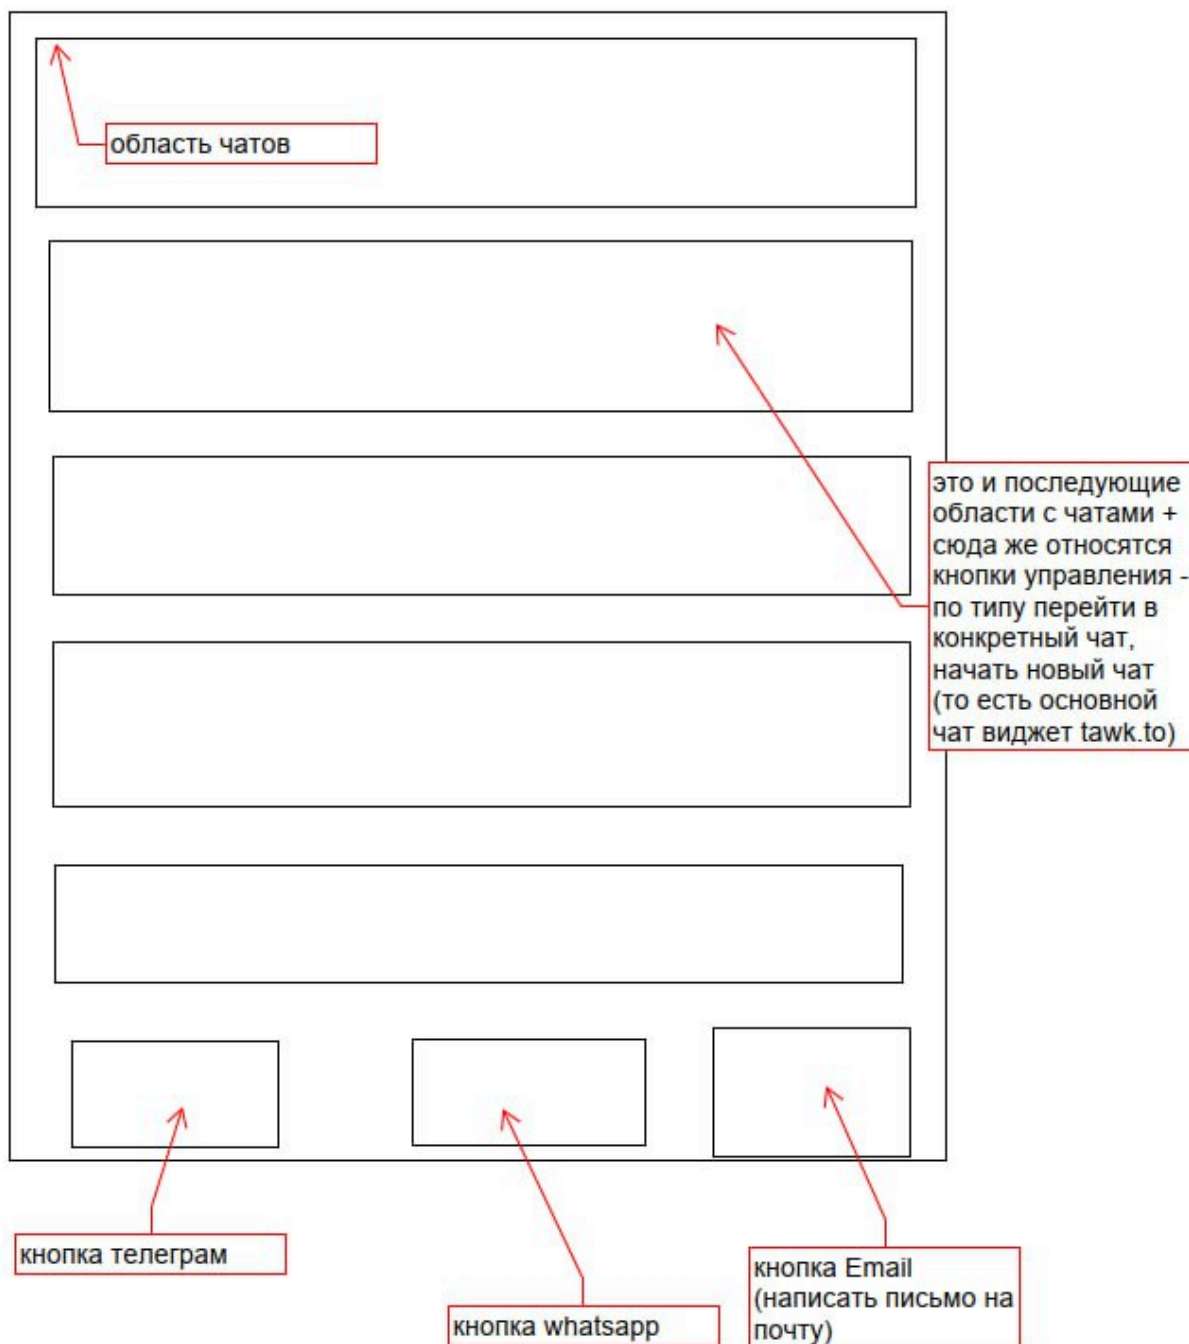 область чатов
это и последующие
области с чатами +
сюда же относятся
кнопки управления -
по типу перейти в
конкретный чат,
начать новый чат
(то есть основной
чат виджет tawk.to)
кнопка телеграм
кнопка whatsapp
кнопка Email
(написать письмо на
почту)